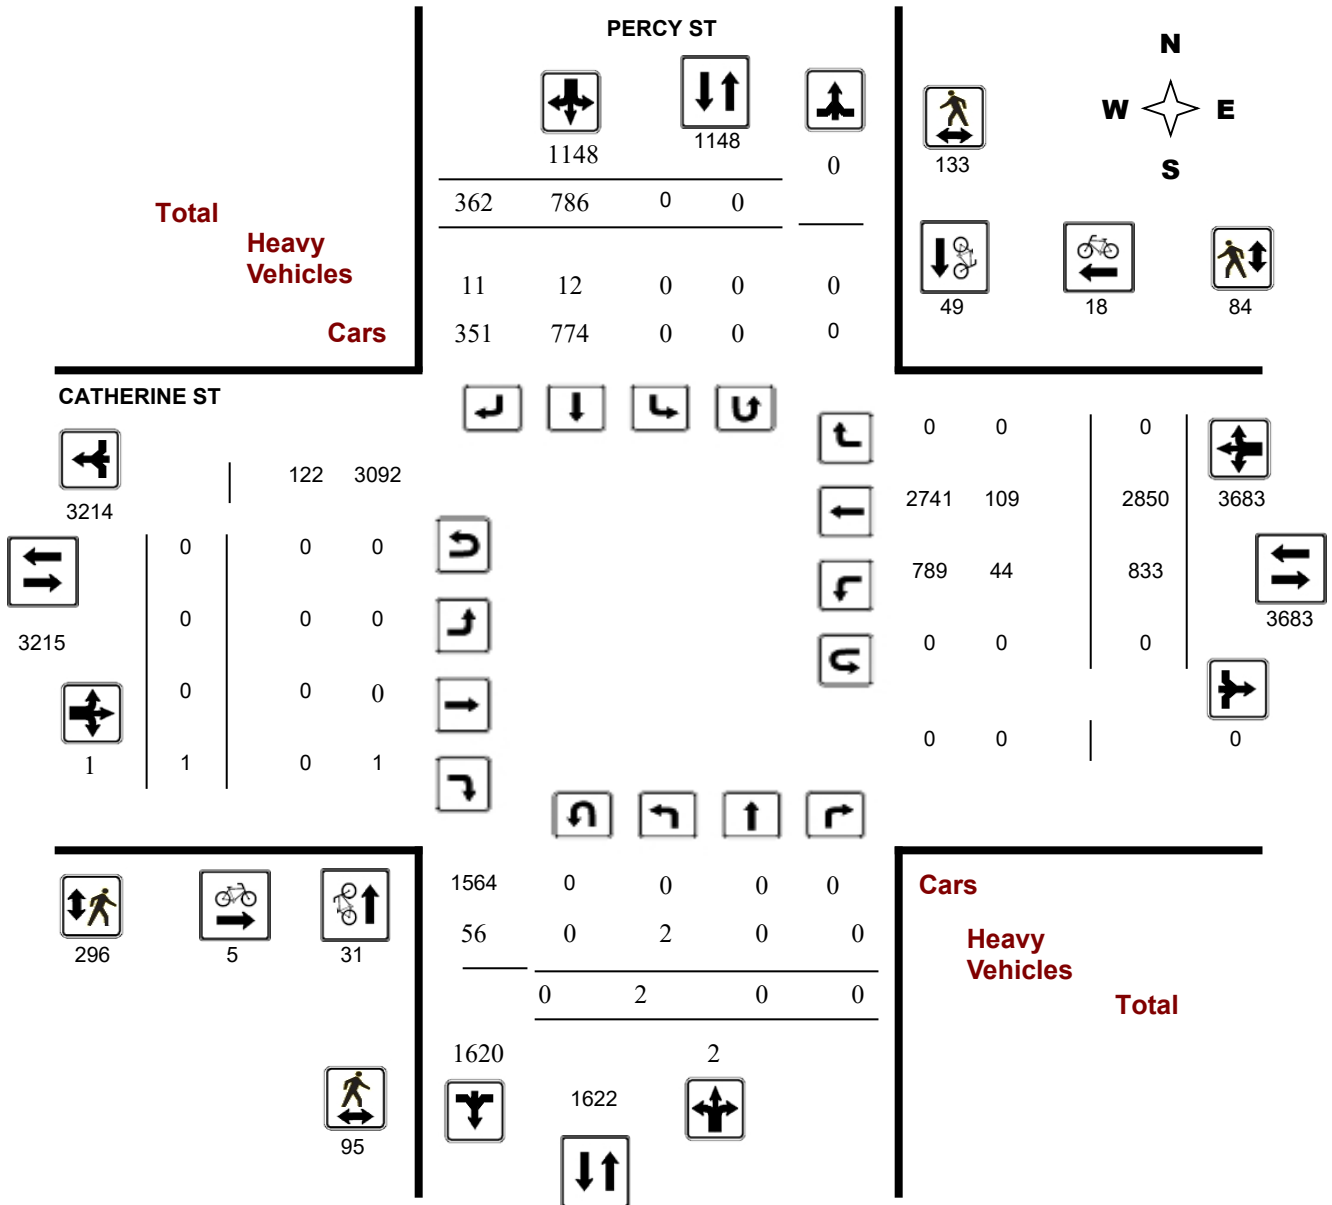 PERCY ST
N
W E
S
1148
1148
0
133
362 786 0 0
Total
Heavy
Vehicles
11 12 0 0 0
49 18 84
Cars
351 774 0 0 0
CATHERINE ST
0 0 0
122 3092
3214
2741 109 2850 3683
0 0 0
789 44 833
3683
0 0 0
3215
0 0 0
0 0 0
0 0 0
1 1 0 1
1564 0 0 0 0
Cars
56 0 2 0 0
Heavy
Vehicles
296 5 31
0 2 0 0
Total
1620 2
1622
95